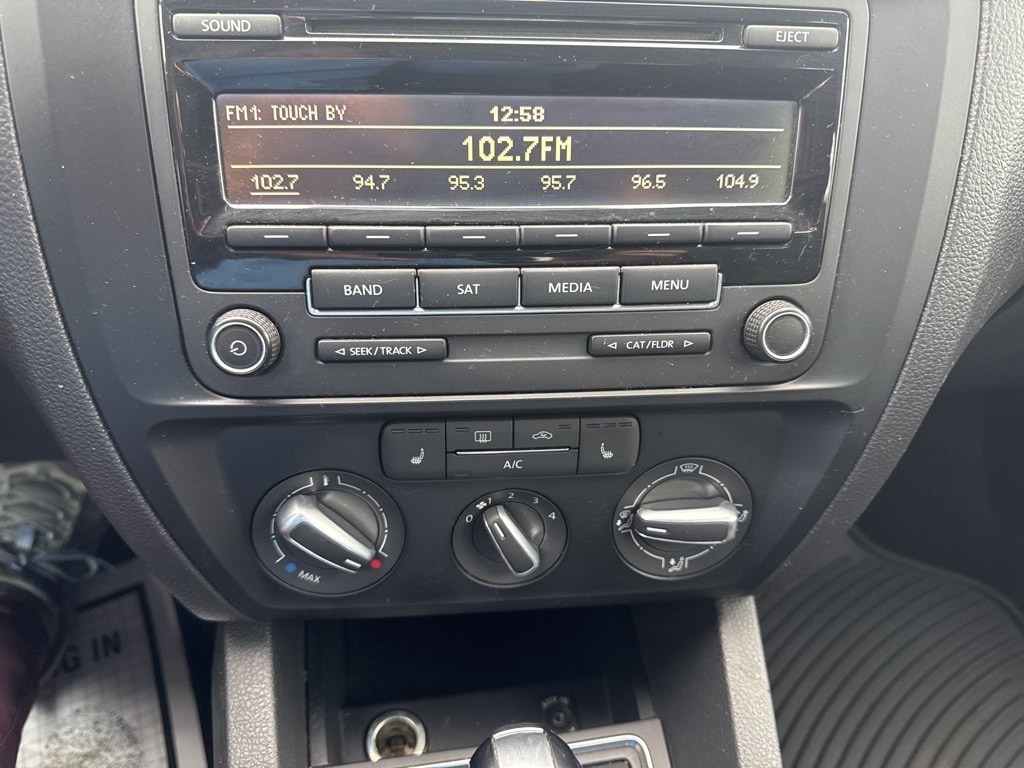 SOUND
EJECT
FM1: TOUCH BY
12:58
102.7FM
102.7 94.7 95.3 95.7 96.5 104.9
BAND SAT MEDIA MENU
SEEK/TRACK
CAT/FLDR
A/C
0 1 2 3 4
MAX
IN